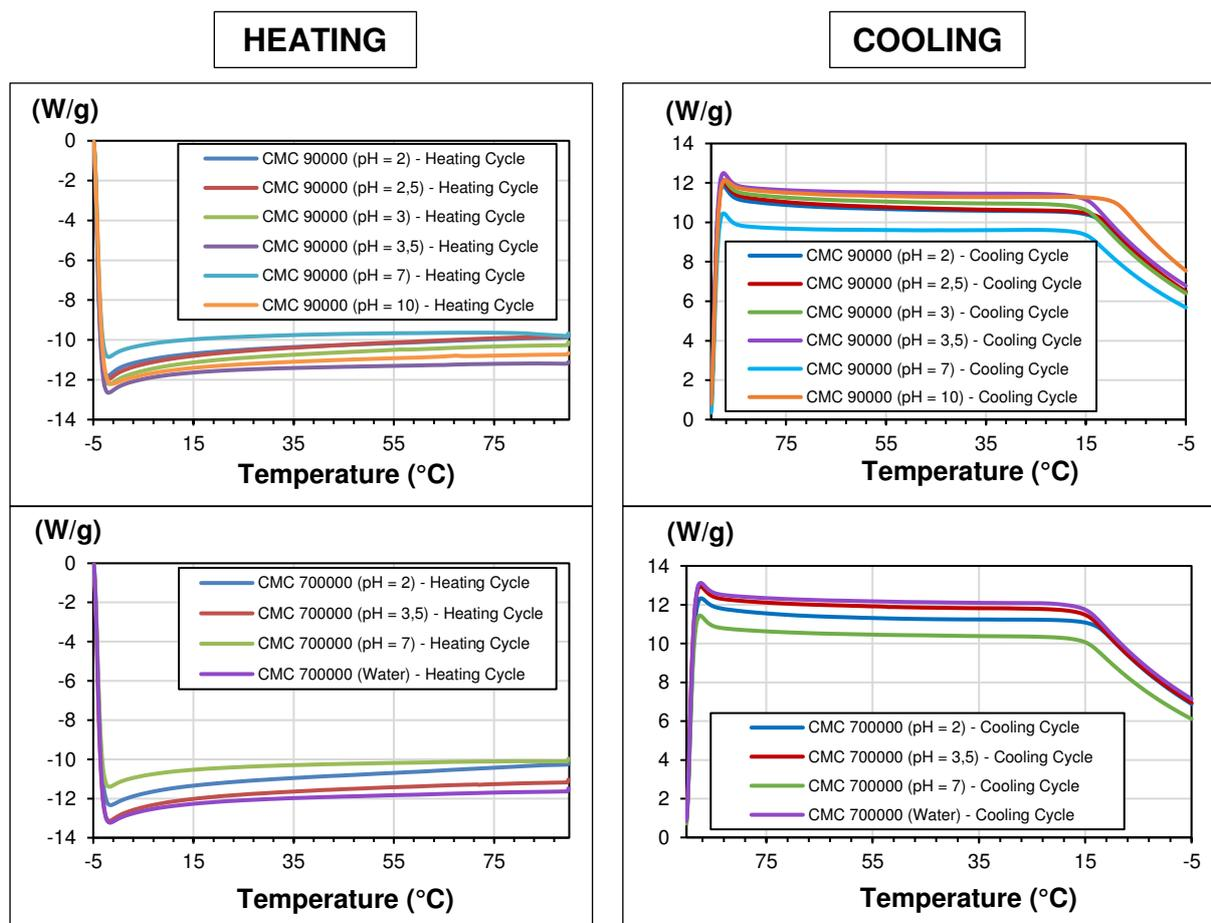 HEATING
COOLING
(W/g)
0
-2
-4
-6
-8
-10
-12
-14
-5
15
35
55
75
CMC 90000 (pH = 2) - Heating Cycle
CMC 90000 (pH = 2,5) - Heating Cycle
CMC 90000 (pH = 3) - Heating Cycle
CMC 90000 (pH = 3,5) - Heating Cycle
CMC 90000 (pH = 7) - Heating Cycle
CMC 90000 (pH = 10) - Heating Cycle
Temperature (°C)
(W/g)
14
12
10
8
6
4
2
0
75
55
35
15
-5
CMC 90000 (pH = 2) - Cooling Cycle
CMC 90000 (pH = 2,5) - Cooling Cycle
CMC 90000 (pH = 3) - Cooling Cycle
CMC 90000 (pH = 3,5) - Cooling Cycle
CMC 90000 (pH = 7) - Cooling Cycle
CMC 90000 (pH = 10) - Cooling Cycle
Temperature (°C)
(W/g)
0
-2
-4
-6
-8
-10
-12
-14
-5
15
35
55
75
CMC 700000 (pH = 2) - Heating Cycle
CMC 700000 (pH = 3,5) - Heating Cycle
CMC 700000 (pH = 7) - Heating Cycle
CMC 700000 (Water) - Heating Cycle
Temperature (°C)
(W/g)
14
12
10
8
6
4
2
0
75
55
35
15
-5
CMC 700000 (pH = 2) - Cooling Cycle
CMC 700000 (pH = 3,5) - Cooling Cycle
CMC 700000 (pH = 7) - Cooling Cycle
CMC 700000 (Water) - Cooling Cycle
Temperature (°C)